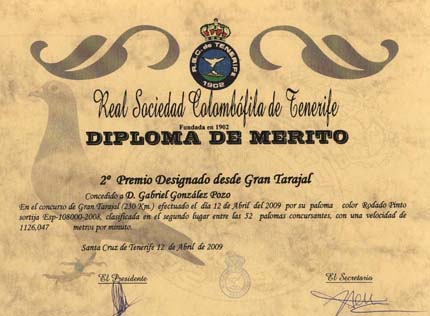 R.S.C. de TENERIFE
1902
Real Sociedad Colombófila de Tenerife
Fundada en 1902
DIPLOMA DE MERITO
2º Premio Designado desde Gran Tarajal
Concedido a D. Gabriel González Pozo
En el concurso de Gran Tarajal (230 Km.) efectuado el día 12 de Abril del 2009 por su paloma color Rodado Pinto
sortija Esp-108000-2008, clasificada en el segundo lugar entre las 52 palomas concursantes, con una velocidad de
1126,047 metros por minuto.
Santa Cruz de Tenerife 12 de Abril de 2009
El Presidente
El Secretario